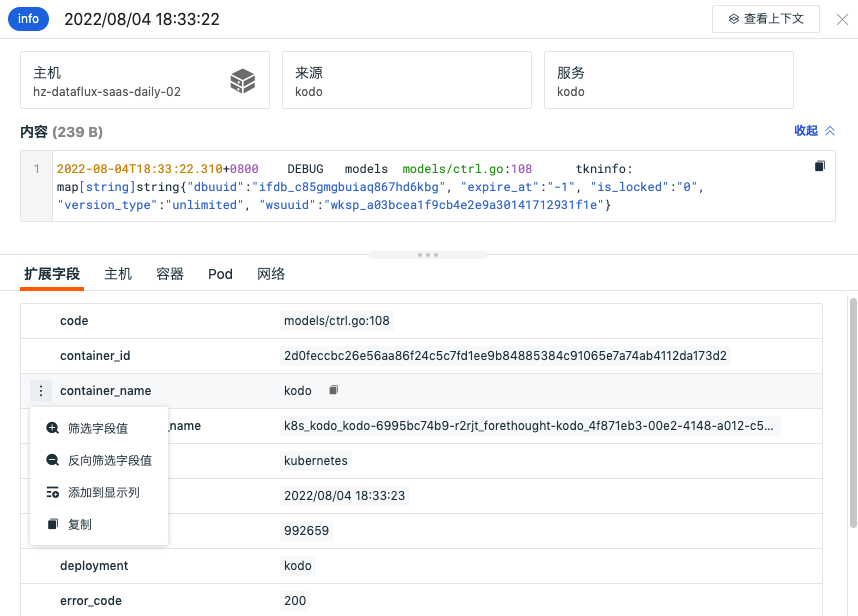 info 2022/08/04 18:33:22 查看上下文
主机 来源 服务
hz-dataflux-saas-daily-02 kodo kodo
内容 (239 B) 收起
1 2022-08-04T18:33:22.310+0800 DEBUG models models/ctrl.go:108 tkninfo:
map[string]string{"dbuuid":"ifdb_c85gmgbuiaq867hd6kbg", "expire_at":"-1", "is_locked":"0",
"version_type":"unlimited", "wsuuid":"wksp_a03bcea1f9cb4e2e9a30141712931f1e"}
扩展字段 主机 容器 Pod 网络
code models/ctrl.go:108
container_id 2d0feccbc26e56aa86f24c5c7fd1ee9b84885384c91065e7a74ab4112da173d2
container_name kodo
筛选字段值 _name k8s_kodo_kodo-6995bc74b9-r2rjt_forethought-kodo_4f871eb3-00e2-4148-a012-c5...
反向筛选字段值 kubernetes
添加到显示列 2022/08/04 18:33:23
复制 992659
deployment kodo
error_code 200